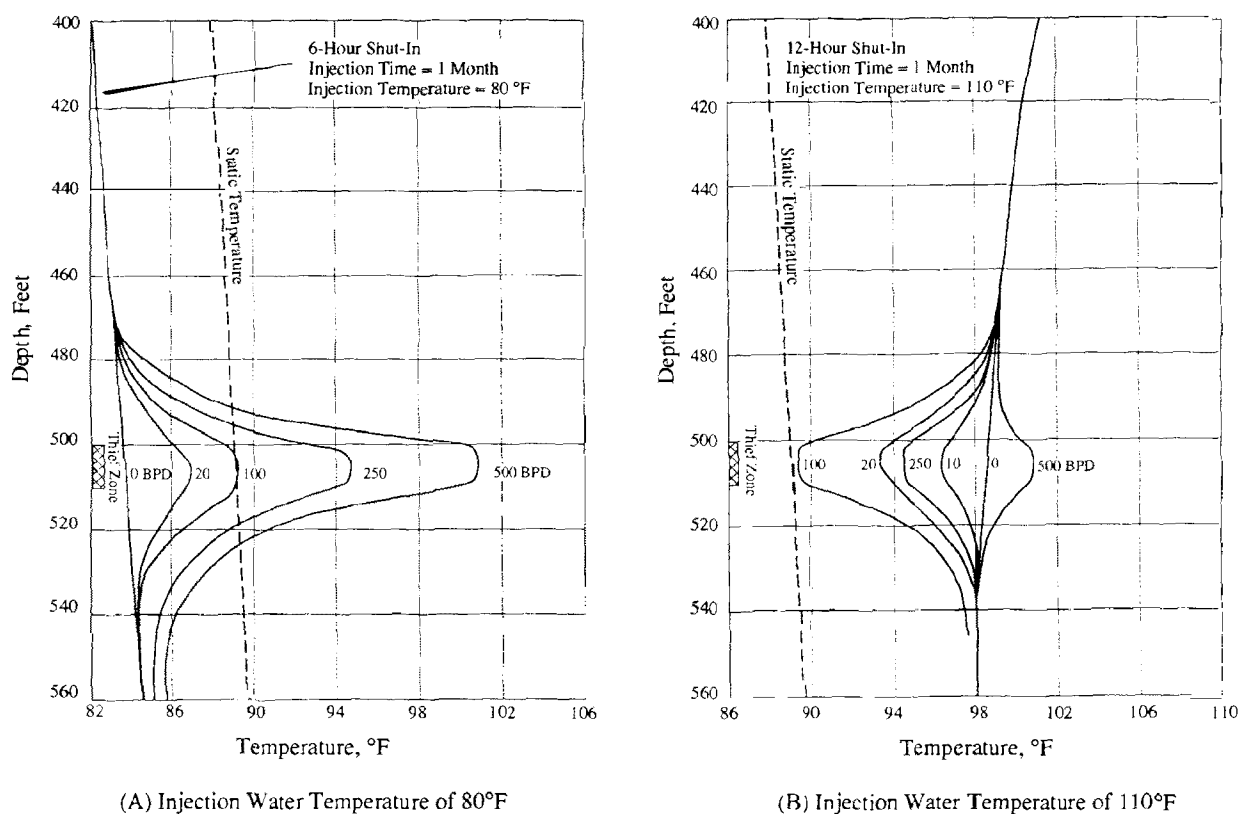 400
420
440
460
480
500
520
540
560
Depth, Feet
6-Hour Shut-In
Injection Time = 1 Month
Injection Temperature = 80 °F
Static Temperature
Thief Zone
0 BPD
20
100
250
500 BPD
82
86
90
94
98
102
106
Temperature, °F
(A) Injection Water Temperature of 80°F
400
420
440
460
480
500
520
540
560
Depth, Feet
12-Hour Shut-In
Injection Time = 1 Month
Injection Temperature = 110 °F
Static Temperature
Thief Zone
100
20
250
10
0
500 BPD
86
90
94
98
102
106
110
Temperature, °F
(B) Injection Water Temperature of 110°F